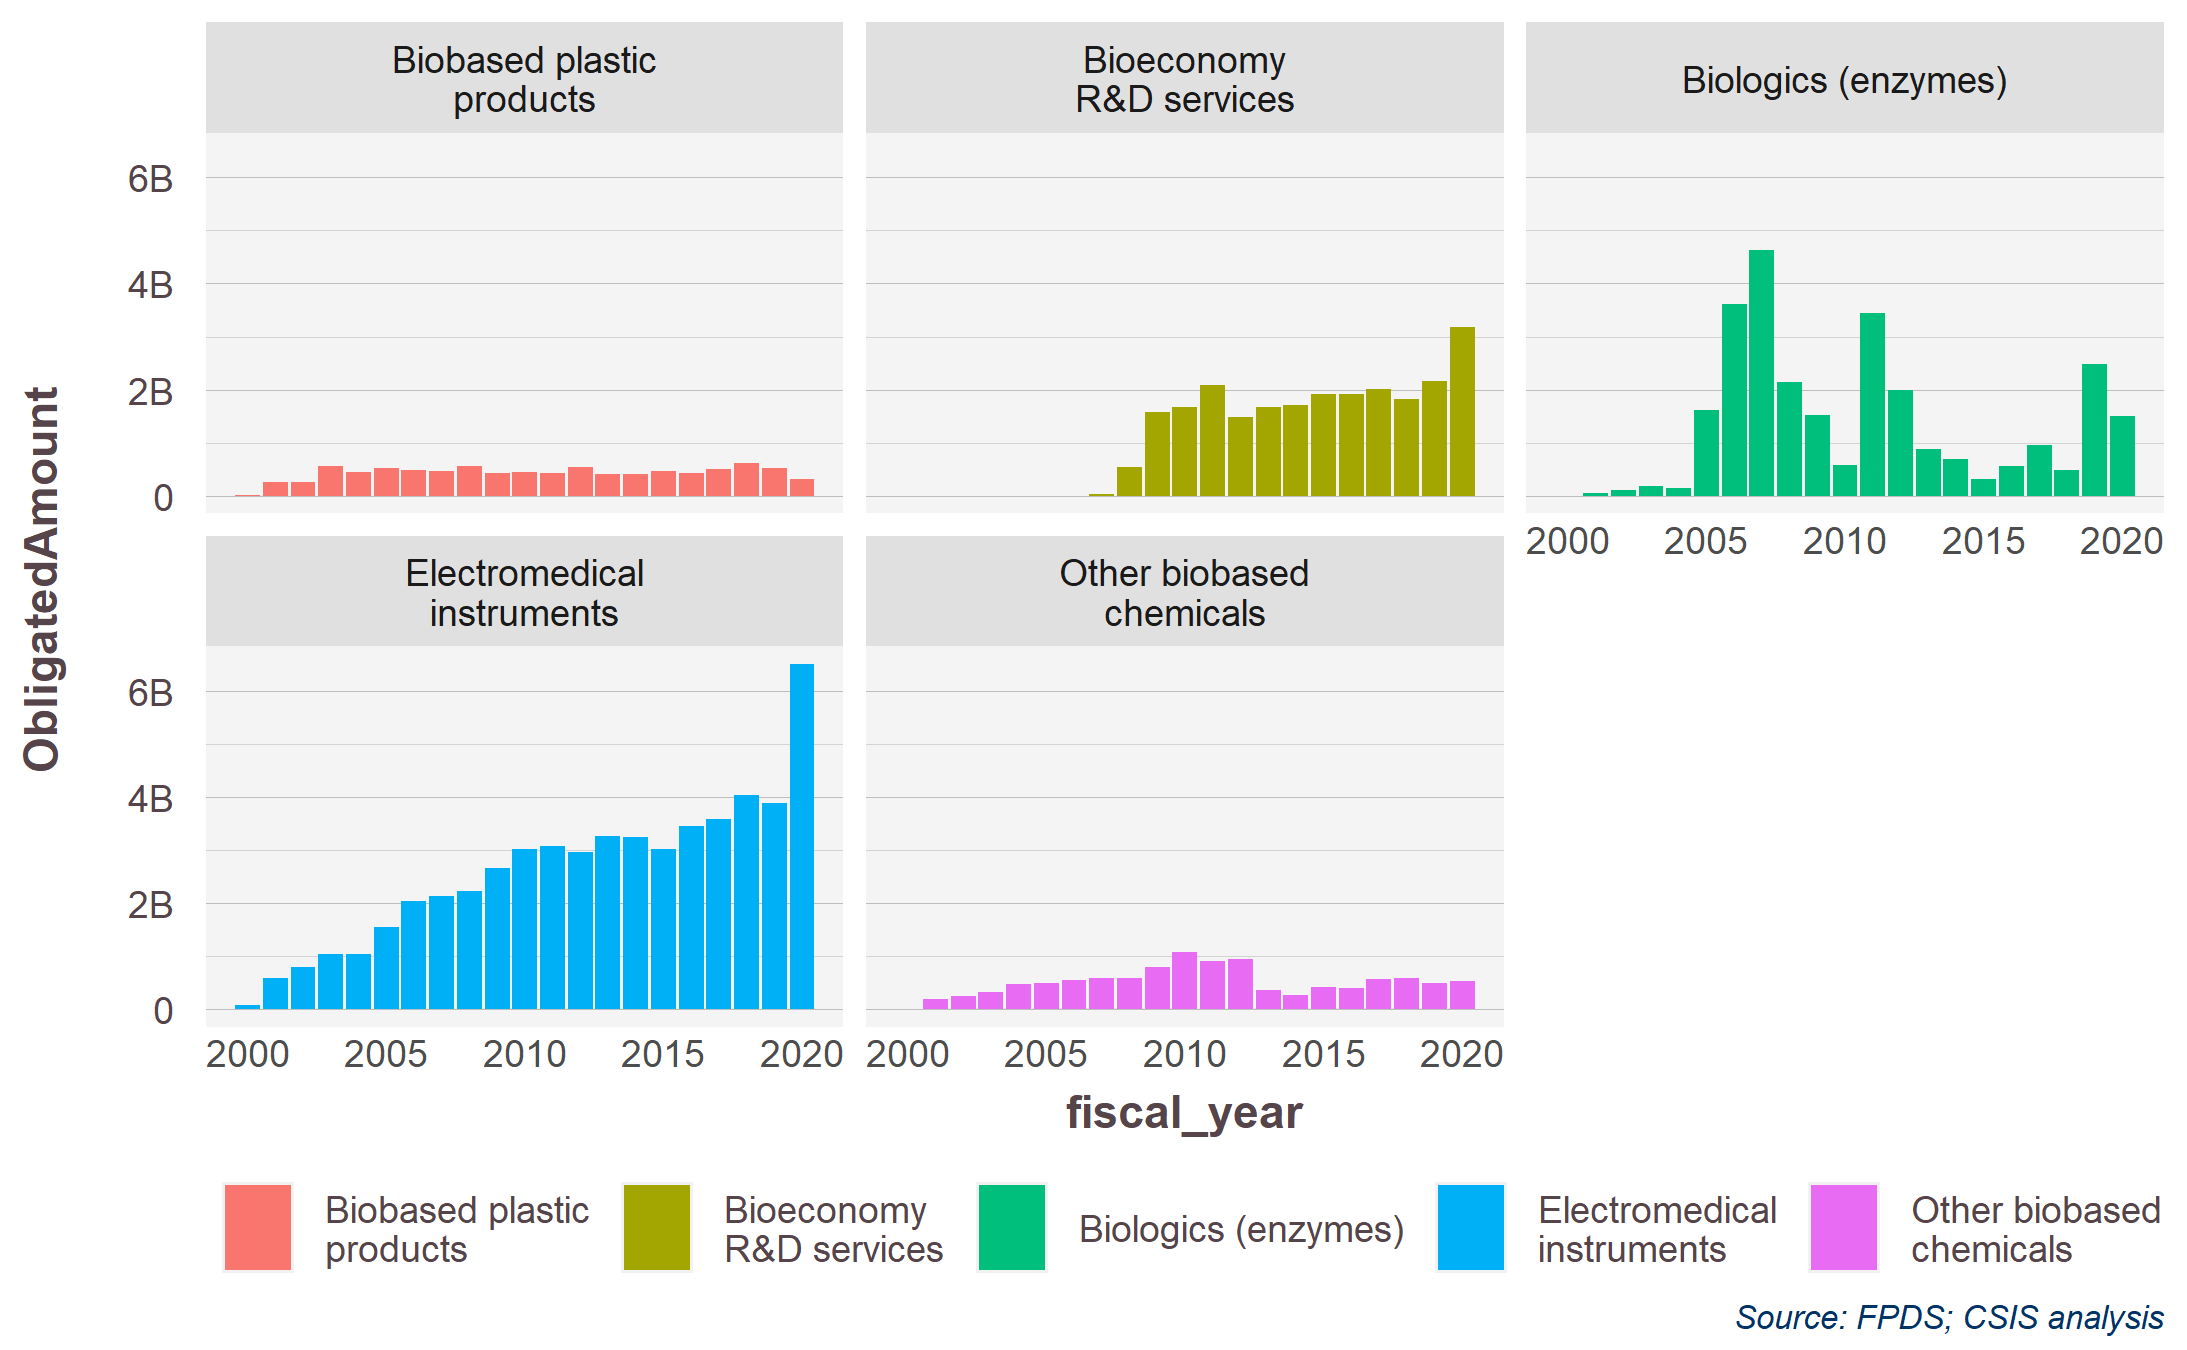 Biobased plastic
products
Bioeconomy
R&D services
Biologics (enzymes)
6B
4B
2B
0
2000 2005 2010 2015 2020
Electromedical
instruments
Other biobased
chemicals
6B
4B
2B
0
2000 2005 2010 2015 2020
2000 2005 2010 2015 2020
ObligatedAmount
fiscal_year
Biobased plastic
products
Bioeconomy
R&D services
Biologics (enzymes)
Electromedical
instruments
Other biobased
chemicals
Source: FPDS; CSIS analysis